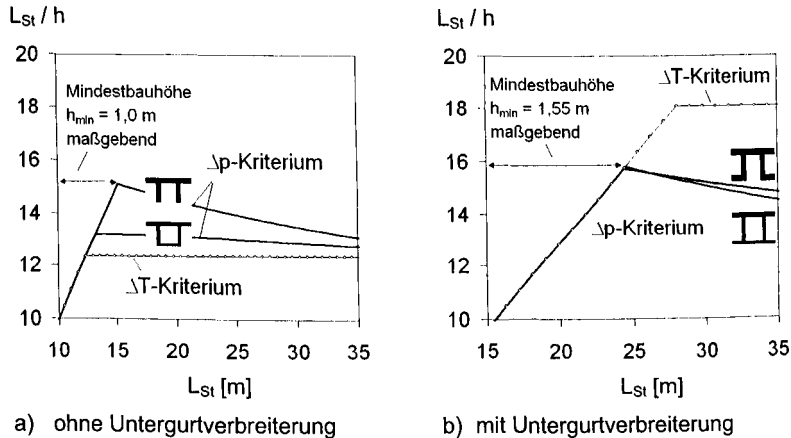 L_St / h
20
18
16
14
12
10
10 15 20 25 30 35
Mindestbauhöhe
h_min = 1,0 m
maßgebend
Δp-Kriterium
ΔT-Kriterium
L_St [m]
a) ohne Untergurtverbreiterung
L_St / h
20
18
16
14
12
10
15 20 25 30 35
Mindestbauhöhe
h_min = 1,55 m
maßgebend
ΔT-Kriterium
Δp-Kriterium
L_St [m]
b) mit Untergurtverbreiterung